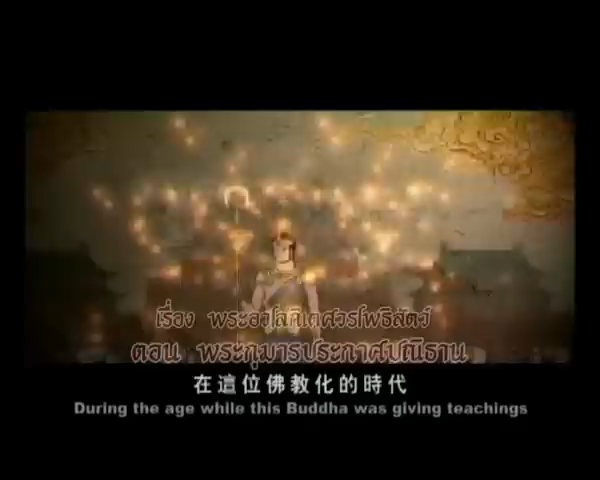 เรื่อง พระอวโลกิเตศวรโพธิสัตว์
ตอน พระกุมารประกาศปณิธาน
在這位佛教化的時代
During the age while this Buddha was giving teachings